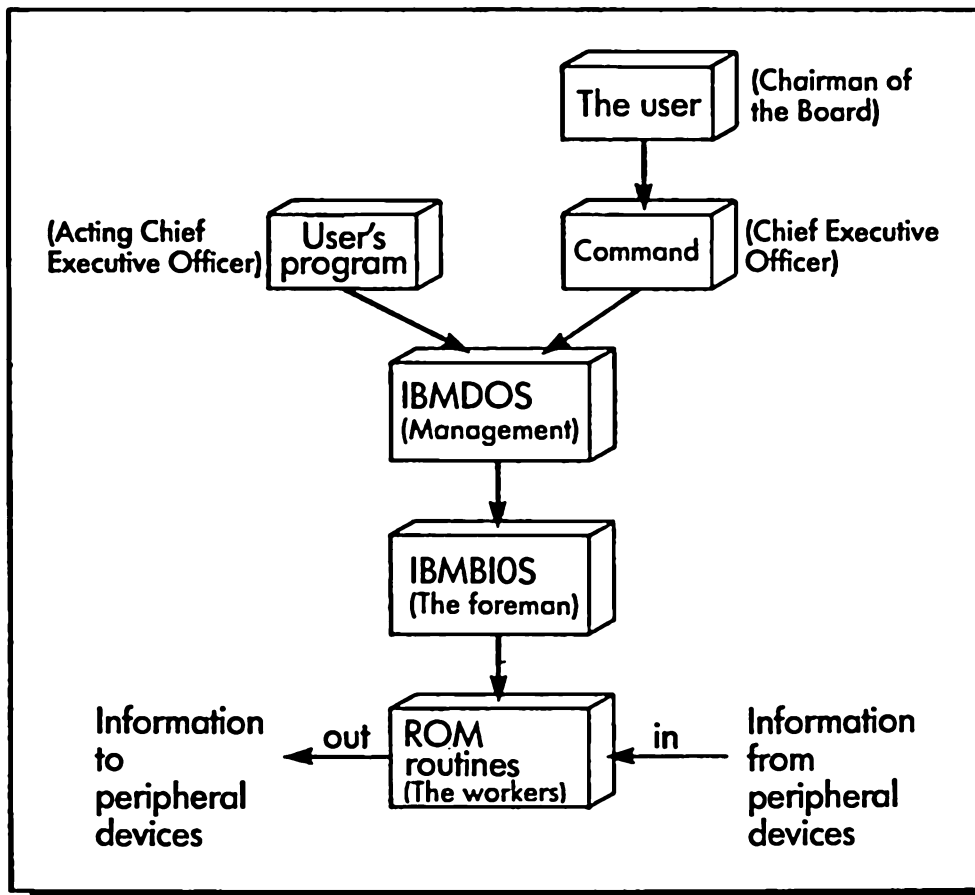 The user
(Chairman of
the Board)
(Acting Chief
Executive Officer)
User's
program
Command
(Chief Executive
Officer)
IBMDOS
(Management)
IBMBIOS
(The foreman)
Information
to
peripheral
devices
out
ROM
routines
(The workers)
in
Information
from
peripheral
devices